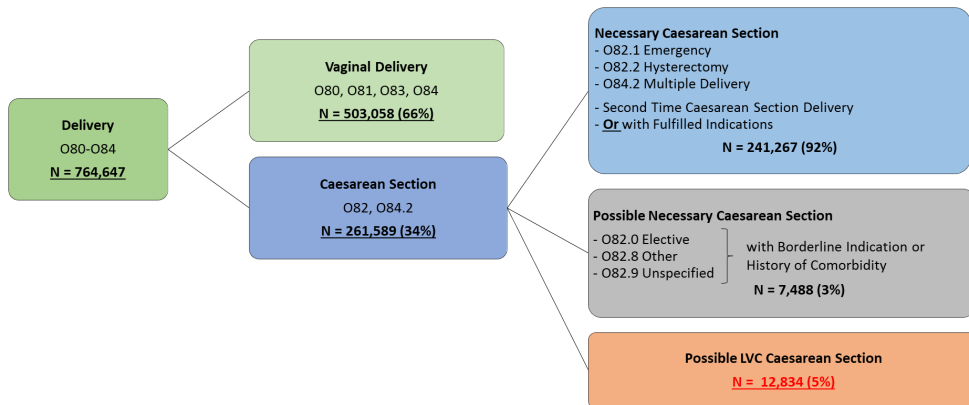 Delivery
O80-O84
N = 764,647
Vaginal Delivery
O80, O81, O83, O84
N = 503,058 (66%)
Caesarean Section
O82, O84.2
N = 261,589 (34%)
Necessary Caesarean Section
- O82.1 Emergency
- O82.2 Hysterectomy
- O84.2 Multiple Delivery
- Second Time Caesarean Section Delivery
- Or with Fulfilled Indications
N = 241,267 (92%)
Possible Necessary Caesarean Section
- O82.0 Elective
- O82.8 Other
- O82.9 Unspecified
with Borderline Indication or
History of Comorbidity
N = 7,488 (3%)
Possible LVC Caesarean Section
N = 12,834 (5%)